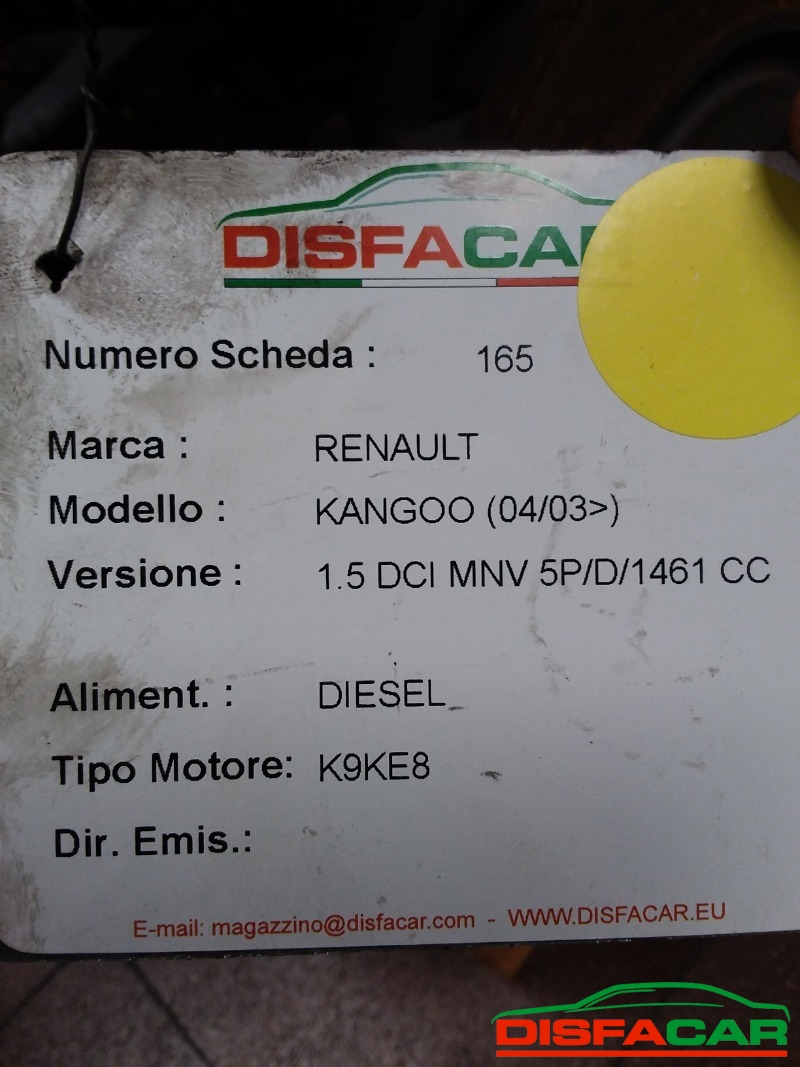 DISFACAR
Numero Scheda : 165
Marca : RENAULT
Modello : KANGOO (04/03>)
Versione : 1.5 DCI MNV 5P/D/1461 CC
Aliment. : DIESEL
Tipo Motore: K9KE8
Dir. Emis.:
E-mail: magazzino@disfacar.com - WWW.DISFACAR.EU
DISFACAR